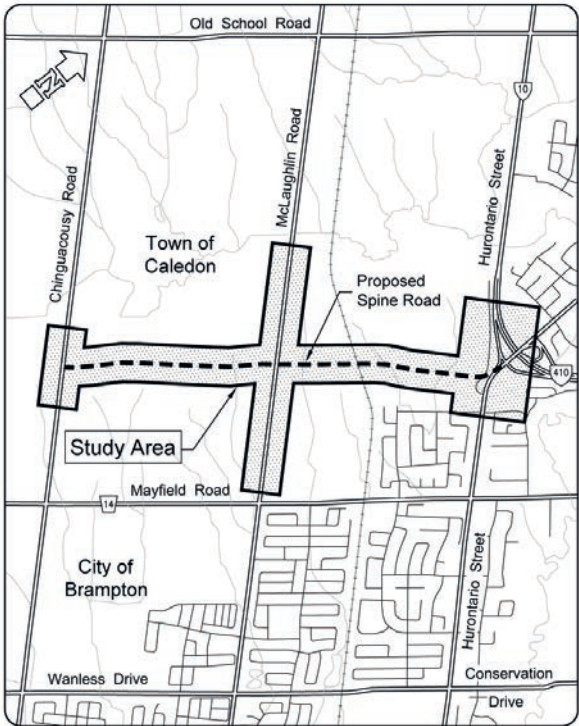 Old School Road
N
10
Chinguacousy Road
McLaughlin Road
Hurontario Street
Town of
Caledon
Proposed
Spine Road
410
Study Area
Mayfield Road
14
City of
Brampton
Hurontario Street
Wanless Drive
Conservation
Drive